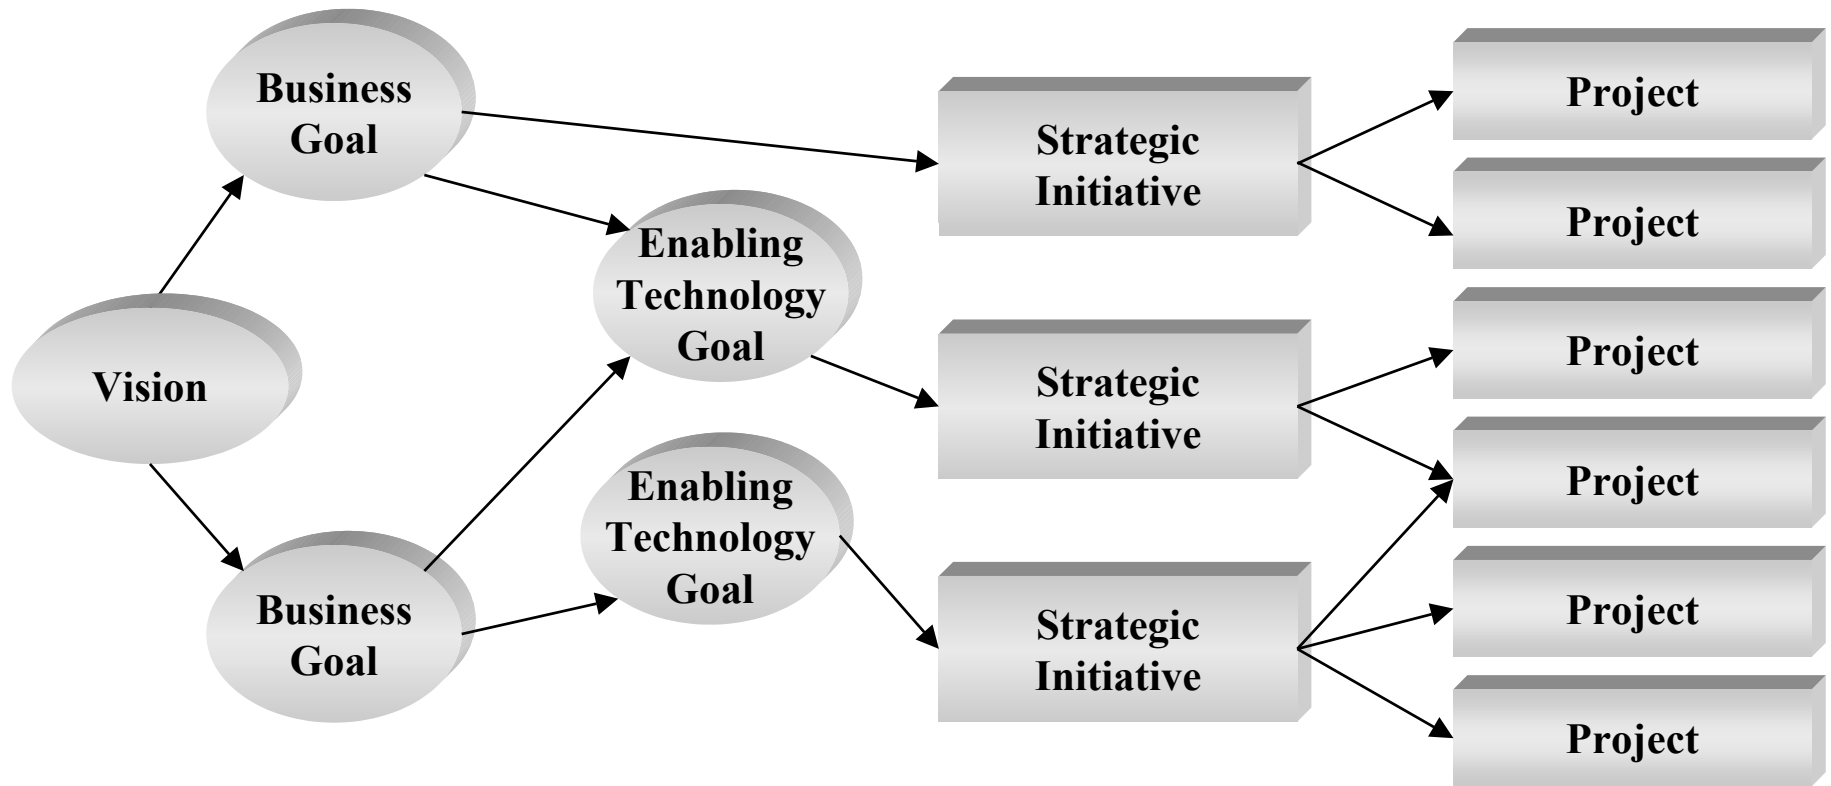 Vision
Business
Goal
Business
Goal
Enabling
Technology
Goal
Enabling
Technology
Goal
Strategic
Initiative
Strategic
Initiative
Strategic
Initiative
Project
Project
Project
Project
Project
Project